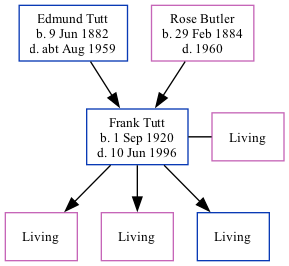 Edmund Tutt
b. 9 Jun 1882
d. abt Aug 1959
Rose Butler
b. 29 Feb 1884
d. 1960
Frank Tutt
b. 1 Sep 1920
d. 10 Jun 1996
Living
Living
Living
Living